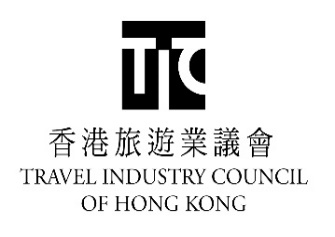 TIC
香港旅遊業議會
TRAVEL INDUSTRY COUNCIL
OF HONG KONG